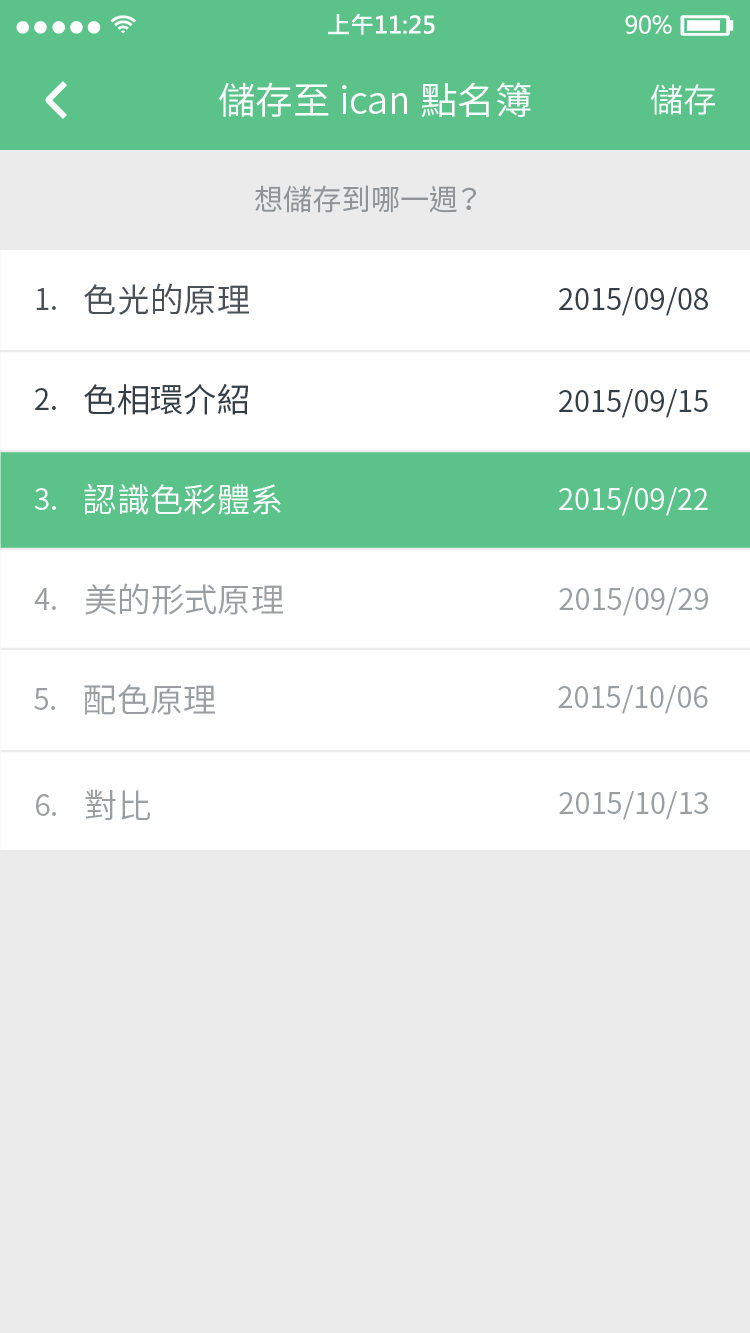 上午11:25 90%
儲存至 ican 點名簿 儲存
想儲存到哪一週？
1. 色光的原理 2015/09/08
2. 色相環介紹 2015/09/15
3. 認識色彩體系 2015/09/22
4. 美的形式原理 2015/09/29
5. 配色原理 2015/10/06
6. 對比 2015/10/13